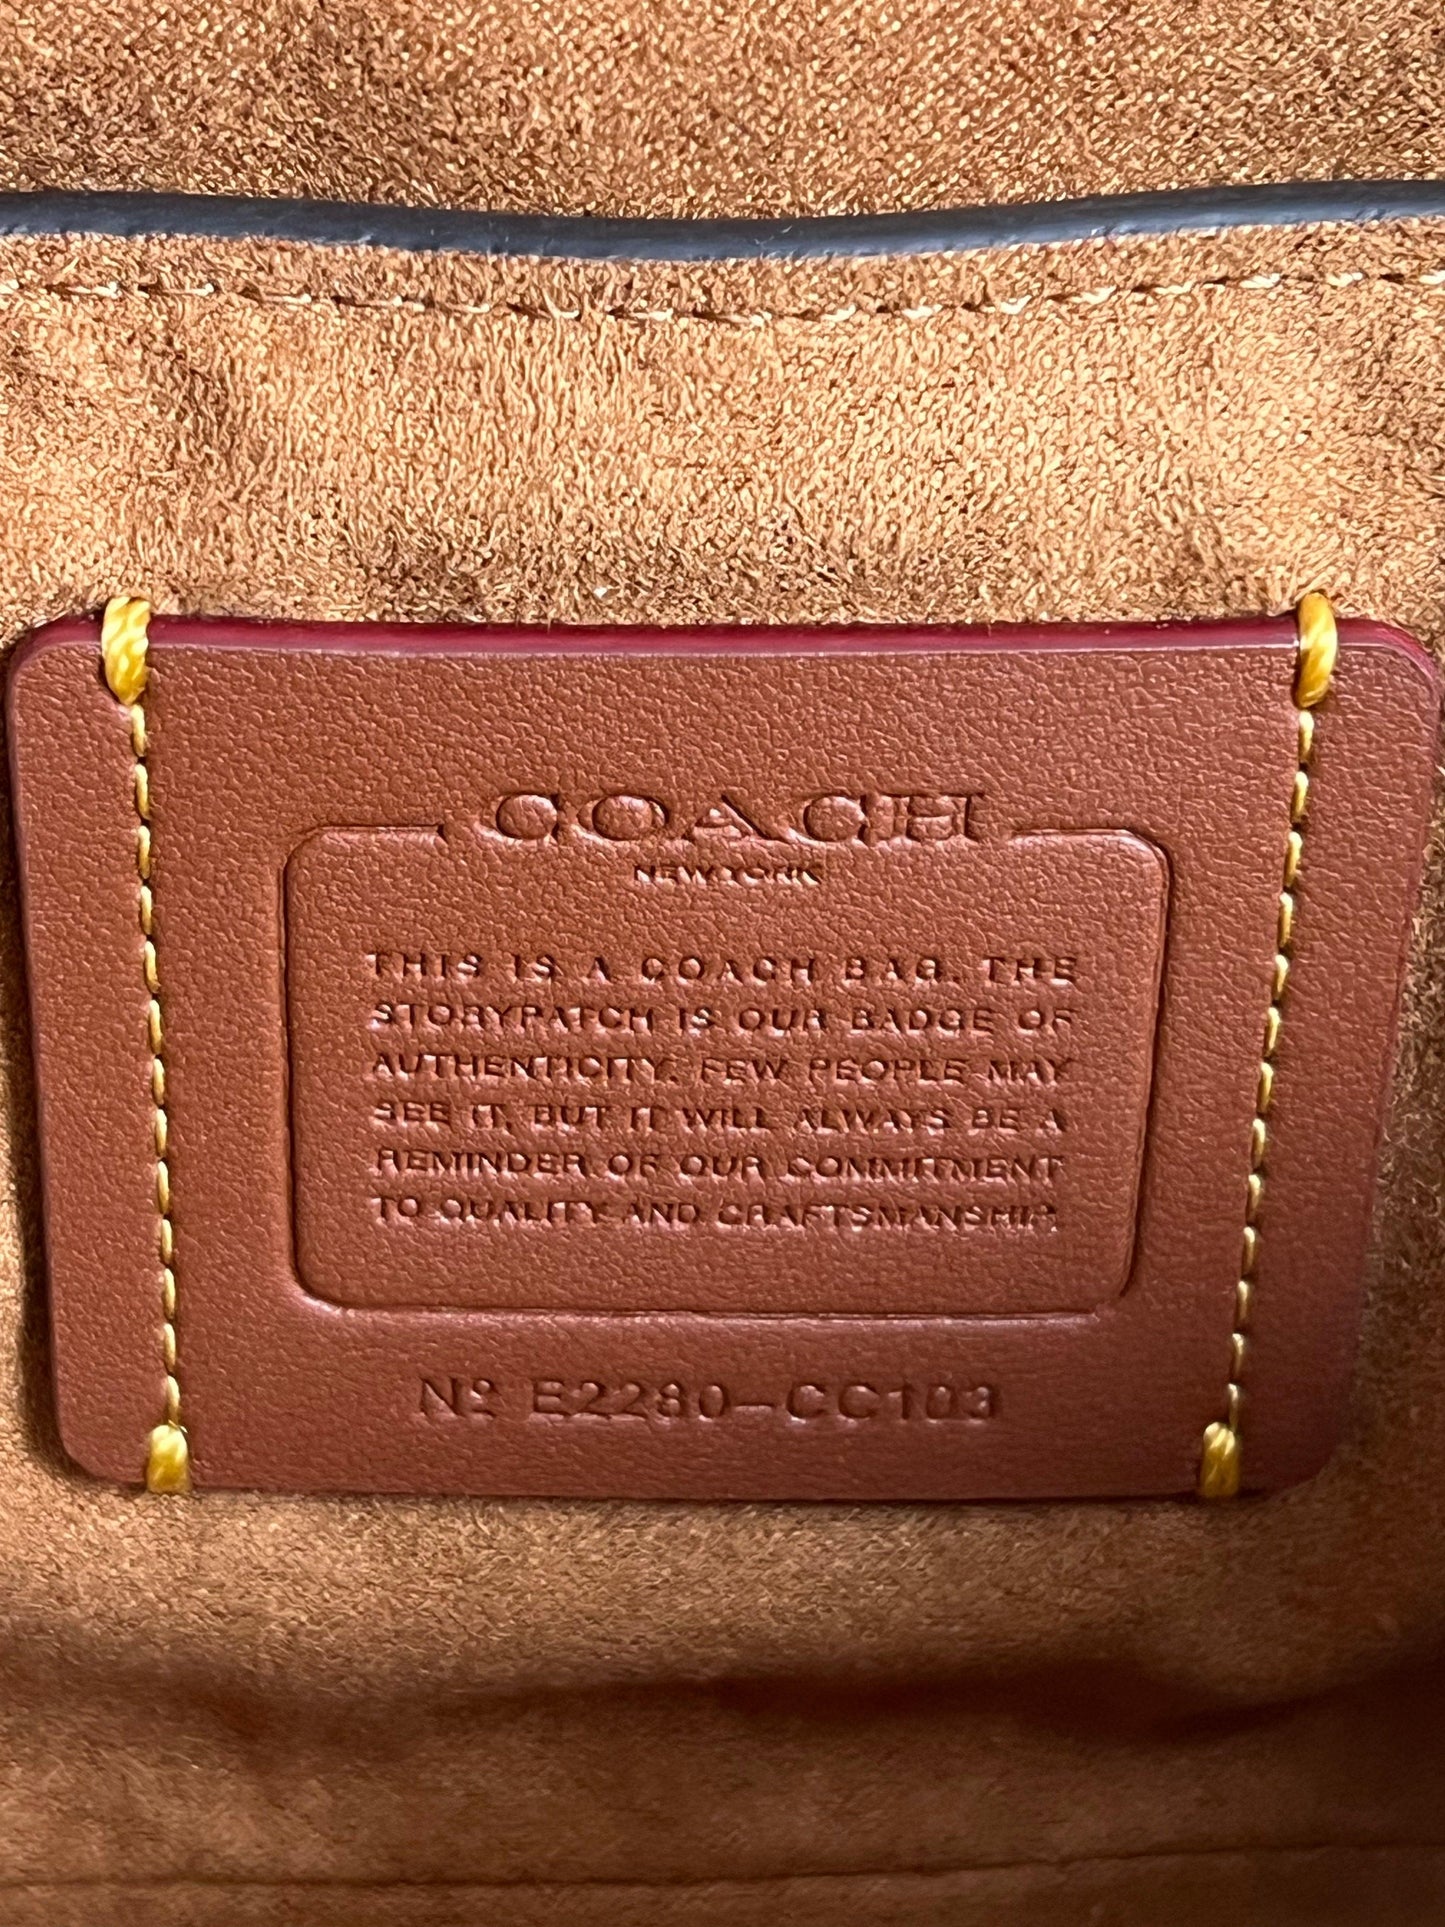 COACH
NEW YORK
THIS IS A COACH BAG. THE
STORYPATCH IS OUR BADGE OF
AUTHENTICITY. FEW PEOPLE MAY
SEE IT, BUT IT WILL ALWAYS BE A
REMINDER OF OUR COMMITMENT
TO QUALITY AND CRAFTSMANSHIP.
Nº E2280-CC103